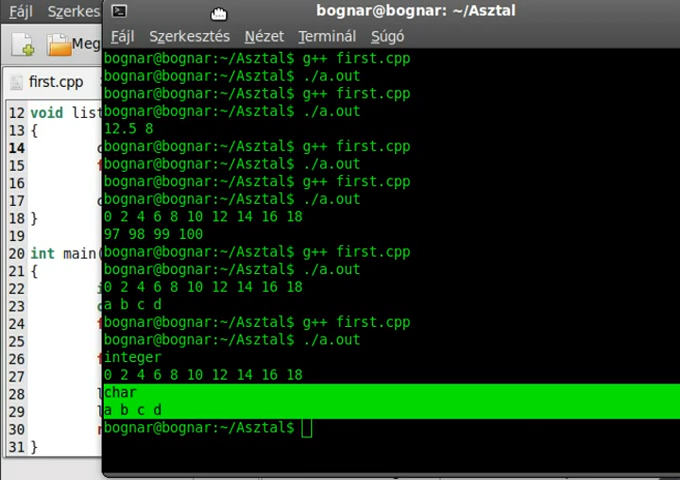 Fájl Szerkes
Meg
first.cpp
12 void list
13 {
14
15
16
17
18 }
19
20 int main(
21 {
22
23
24
25
26
27
28
29
30
31 }
bognar@bognar: ~/Asztal
Fájl Szerkesztés Nézet Terminál Súgó
bognar@bognar:~/Asztal$ g++ first.cpp
bognar@bognar:~/Asztal$ ./a.out
bognar@bognar:~/Asztal$ g++ first.cpp
bognar@bognar:~/Asztal$ ./a.out
12.5 8
bognar@bognar:~/Asztal$ g++ first.cpp
bognar@bognar:~/Asztal$ ./a.out
bognar@bognar:~/Asztal$ g++ first.cpp
bognar@bognar:~/Asztal$ ./a.out
0 2 4 6 8 10 12 14 16 18
97 98 99 100
bognar@bognar:~/Asztal$ g++ first.cpp
bognar@bognar:~/Asztal$ ./a.out
0 2 4 6 8 10 12 14 16 18
a b c d
bognar@bognar:~/Asztal$ g++ first.cpp
bognar@bognar:~/Asztal$ ./a.out
integer
0 2 4 6 8 10 12 14 16 18
char
a b c d
bognar@bognar:~/Asztal$